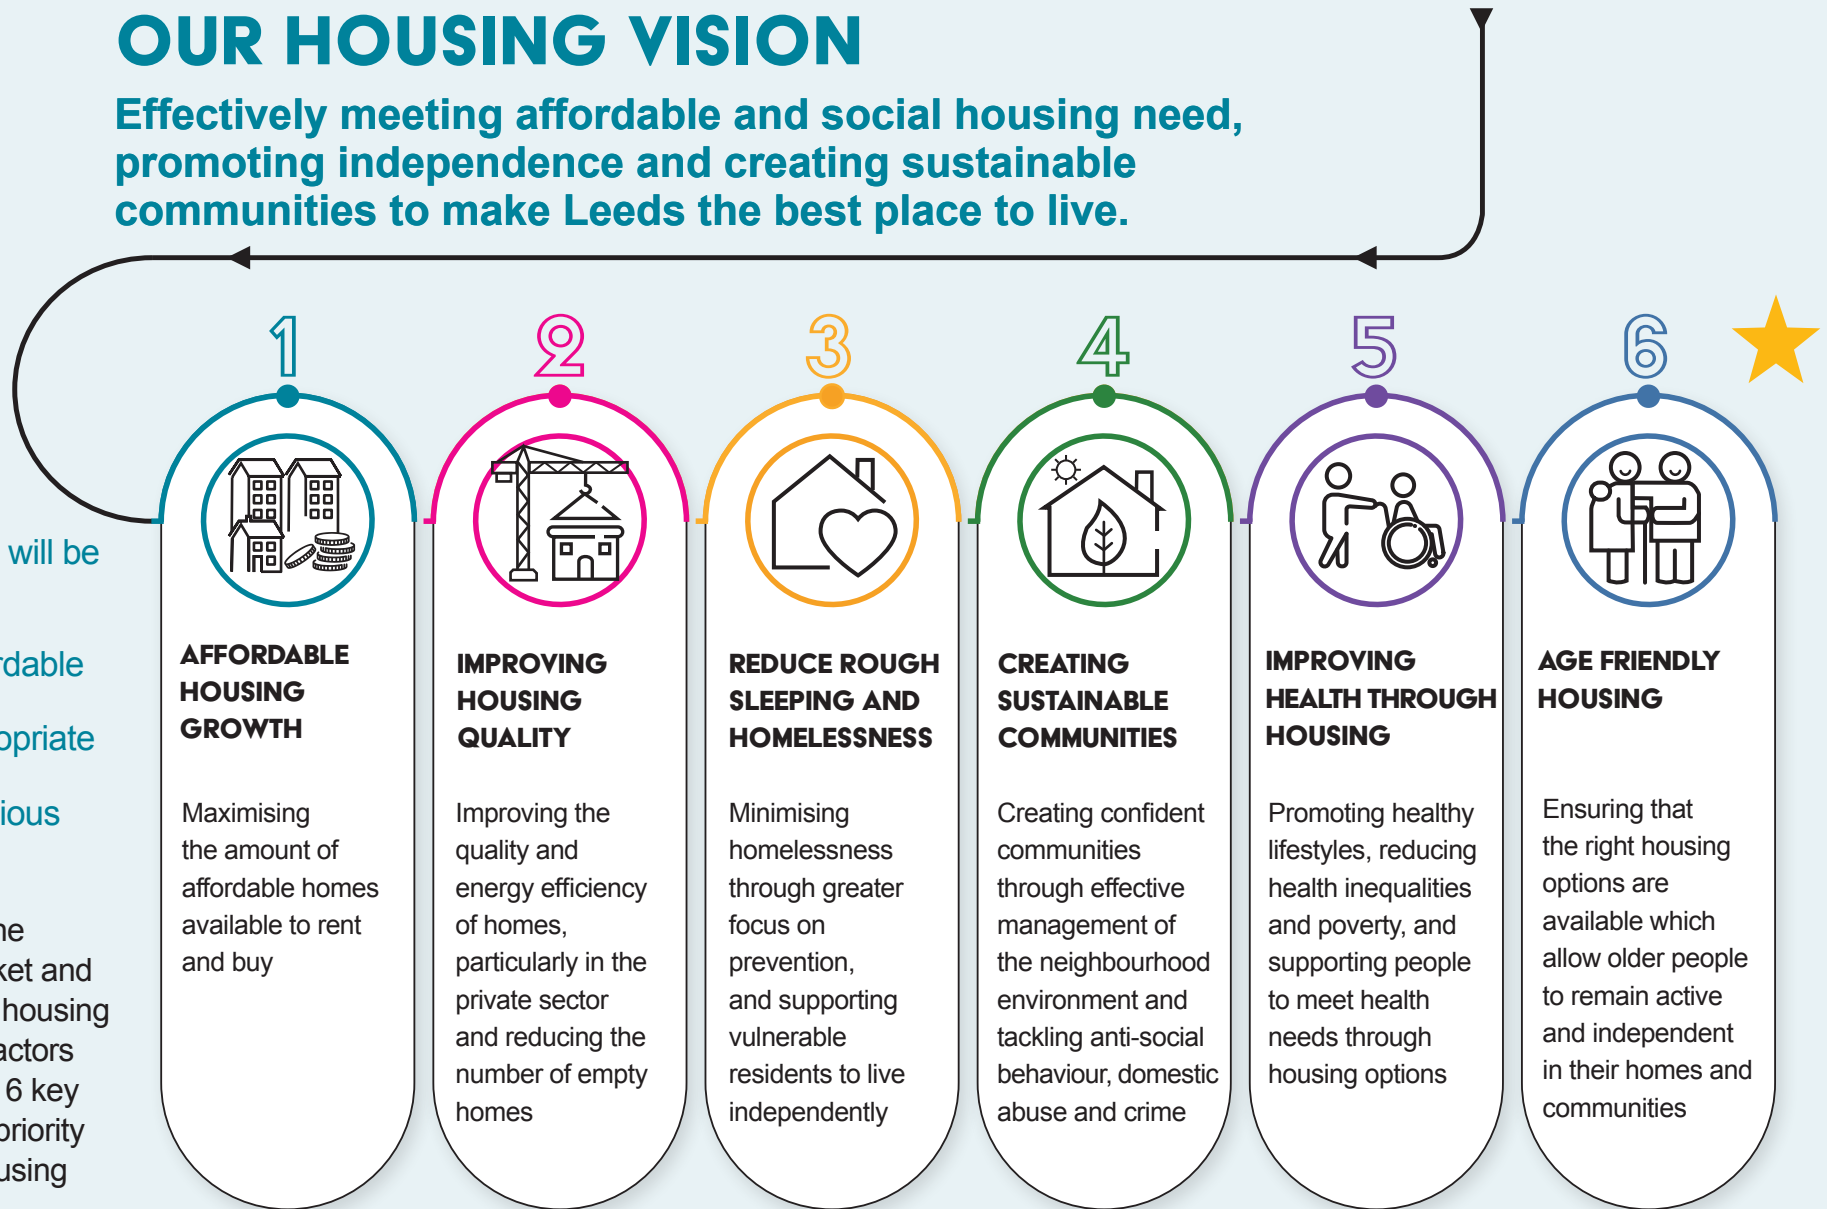 OUR HOUSING VISION
Effectively meeting affordable and social housing need,
promoting independence and creating sustainable
communities to make Leeds the best place to live.
will be
opriate
ious
ket and
housing
actors
6 key
priority
using
1
AFFORDABLE
HOUSING
GROWTH
Maximising
the amount of
affordable homes
available to rent
and buy
2
IMPROVING
HOUSING
QUALITY
Improving the
quality and
energy efficiency
of homes,
particularly in the
private sector
and reducing the
number of empty
homes
3
REDUCE ROUGH
SLEEPING AND
HOMELESSNESS
Minimising
homelessness
through greater
focus on
prevention,
and supporting
vulnerable
residents to live
independently
4
CREATING
SUSTAINABLE
COMMUNITIES
Creating confident
communities
through effective
management of
the neighbourhood
environment and
tackling anti-social
behaviour, domestic
abuse and crime
5
IMPROVING
HEALTH THROUGH
HOUSING
Promoting healthy
lifestyles, reducing
health inequalities
and poverty, and
supporting people
to meet health
needs through
housing options
6
AGE FRIENDLY
HOUSING
Ensuring that
the right housing
options are
available which
allow older people
to remain active
and independent
in their homes and
communities